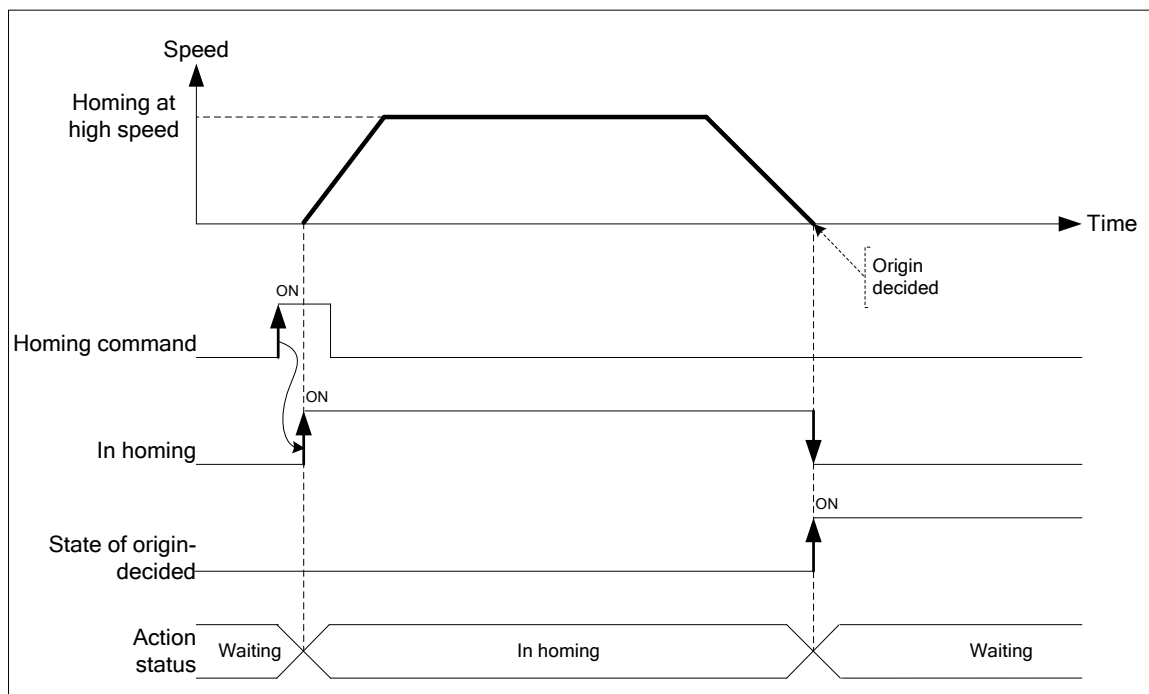 Speed
Homing at
high speed
Time
Origin
decided
ON
Homing command
ON
In homing
ON
State of origin-
decided
Action
status
Waiting
In homing
Waiting